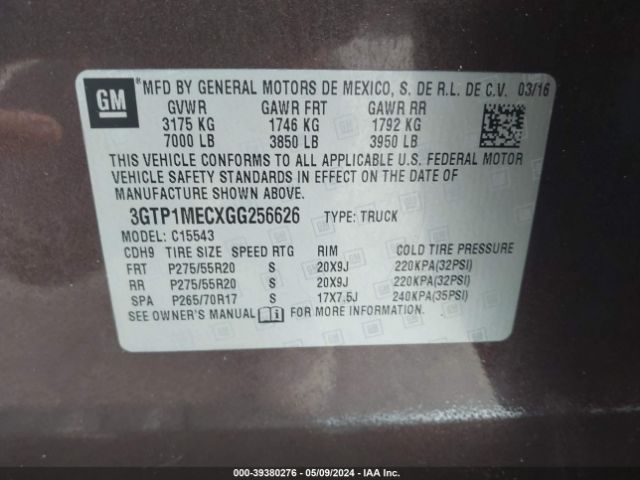 GM
® MFD BY GENERAL MOTORS DE MEXICO, S. DE R.L. DE C.V. 03/16
GVWR GAWR FRT GAWR RR
3175 KG 1746 KG 1792 KG
7000 LB 3850 LB 3950 LB
THIS VEHICLE CONFORMS TO ALL APPLICABLE U.S. FEDERAL MOTOR
VEHICLE SAFETY STANDARDS IN EFFECT ON THE DATE OF
MANUFACTURE SHOWN ABOVE.
3GTP1MECXGG256626 TYPE: TRUCK
MODEL: C15543
CDH9 TIRE SIZE SPEED RTG RIM COLD TIRE PRESSURE
FRT P275/55R20 S 20X9J 220KPA(32PSI)
RR P275/55R20 S 20X9J 220KPA(32PSI)
SPA P265/70R17 S 17X7.5J 240KPA(35PSI)
SEE OWNER'S MANUAL FOR MORE INFORMATION.
000-39380276 - 05/09/2024 - IAA Inc.